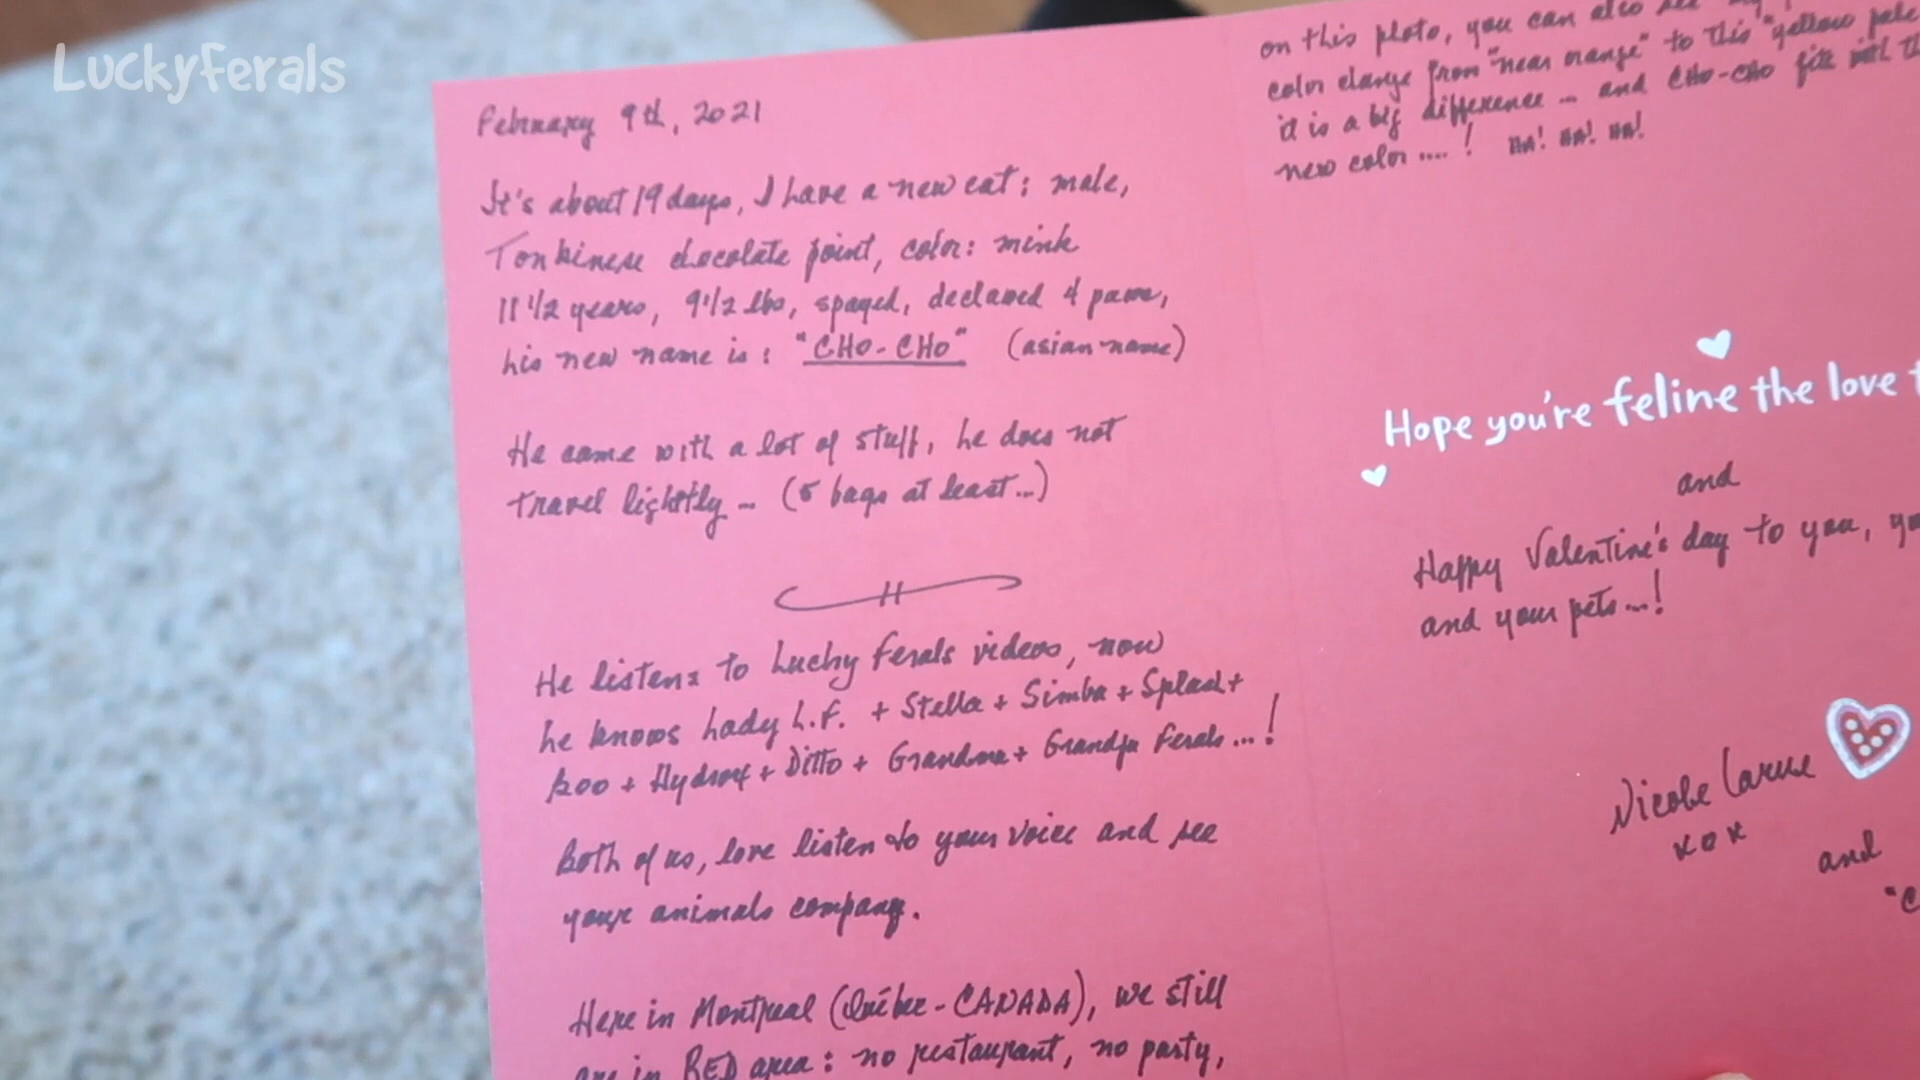 LuckyFerals
February 9th, 2021
It's about 19 days, I have a new cat: male,
Tonkinese chocolate point, color: mink
11 1/2 years, 9 1/2 lbs, spayed, declawed 4 paws,
his new name is: "CHO-CHO" (asian name)
He came with a lot of stuff, he does not
travel lightly... (5 bags at least...)
He listens to Lucky Ferals videos, now
he knows Lady L.F. + Stella + Simba + Splash +
Boo + Hydrox + Ditto + Grandma + Grandpa Ferals...!
Both of us, love listen to your voice and see
your animals company.
Here in Montreal (Québec-CANADA), we still
are in RED area: no restaurant, no party,
on this photo, you can also see
color change from "near orange" to this "yellow pale
it is a big difference... and CHO-CHO fits with th
new color....! HA! HA! HA!
Hope you're feline the love t
and
Happy Valentine's day to you, yo
and your pets...!
Nicole Larue
xox
and
"C